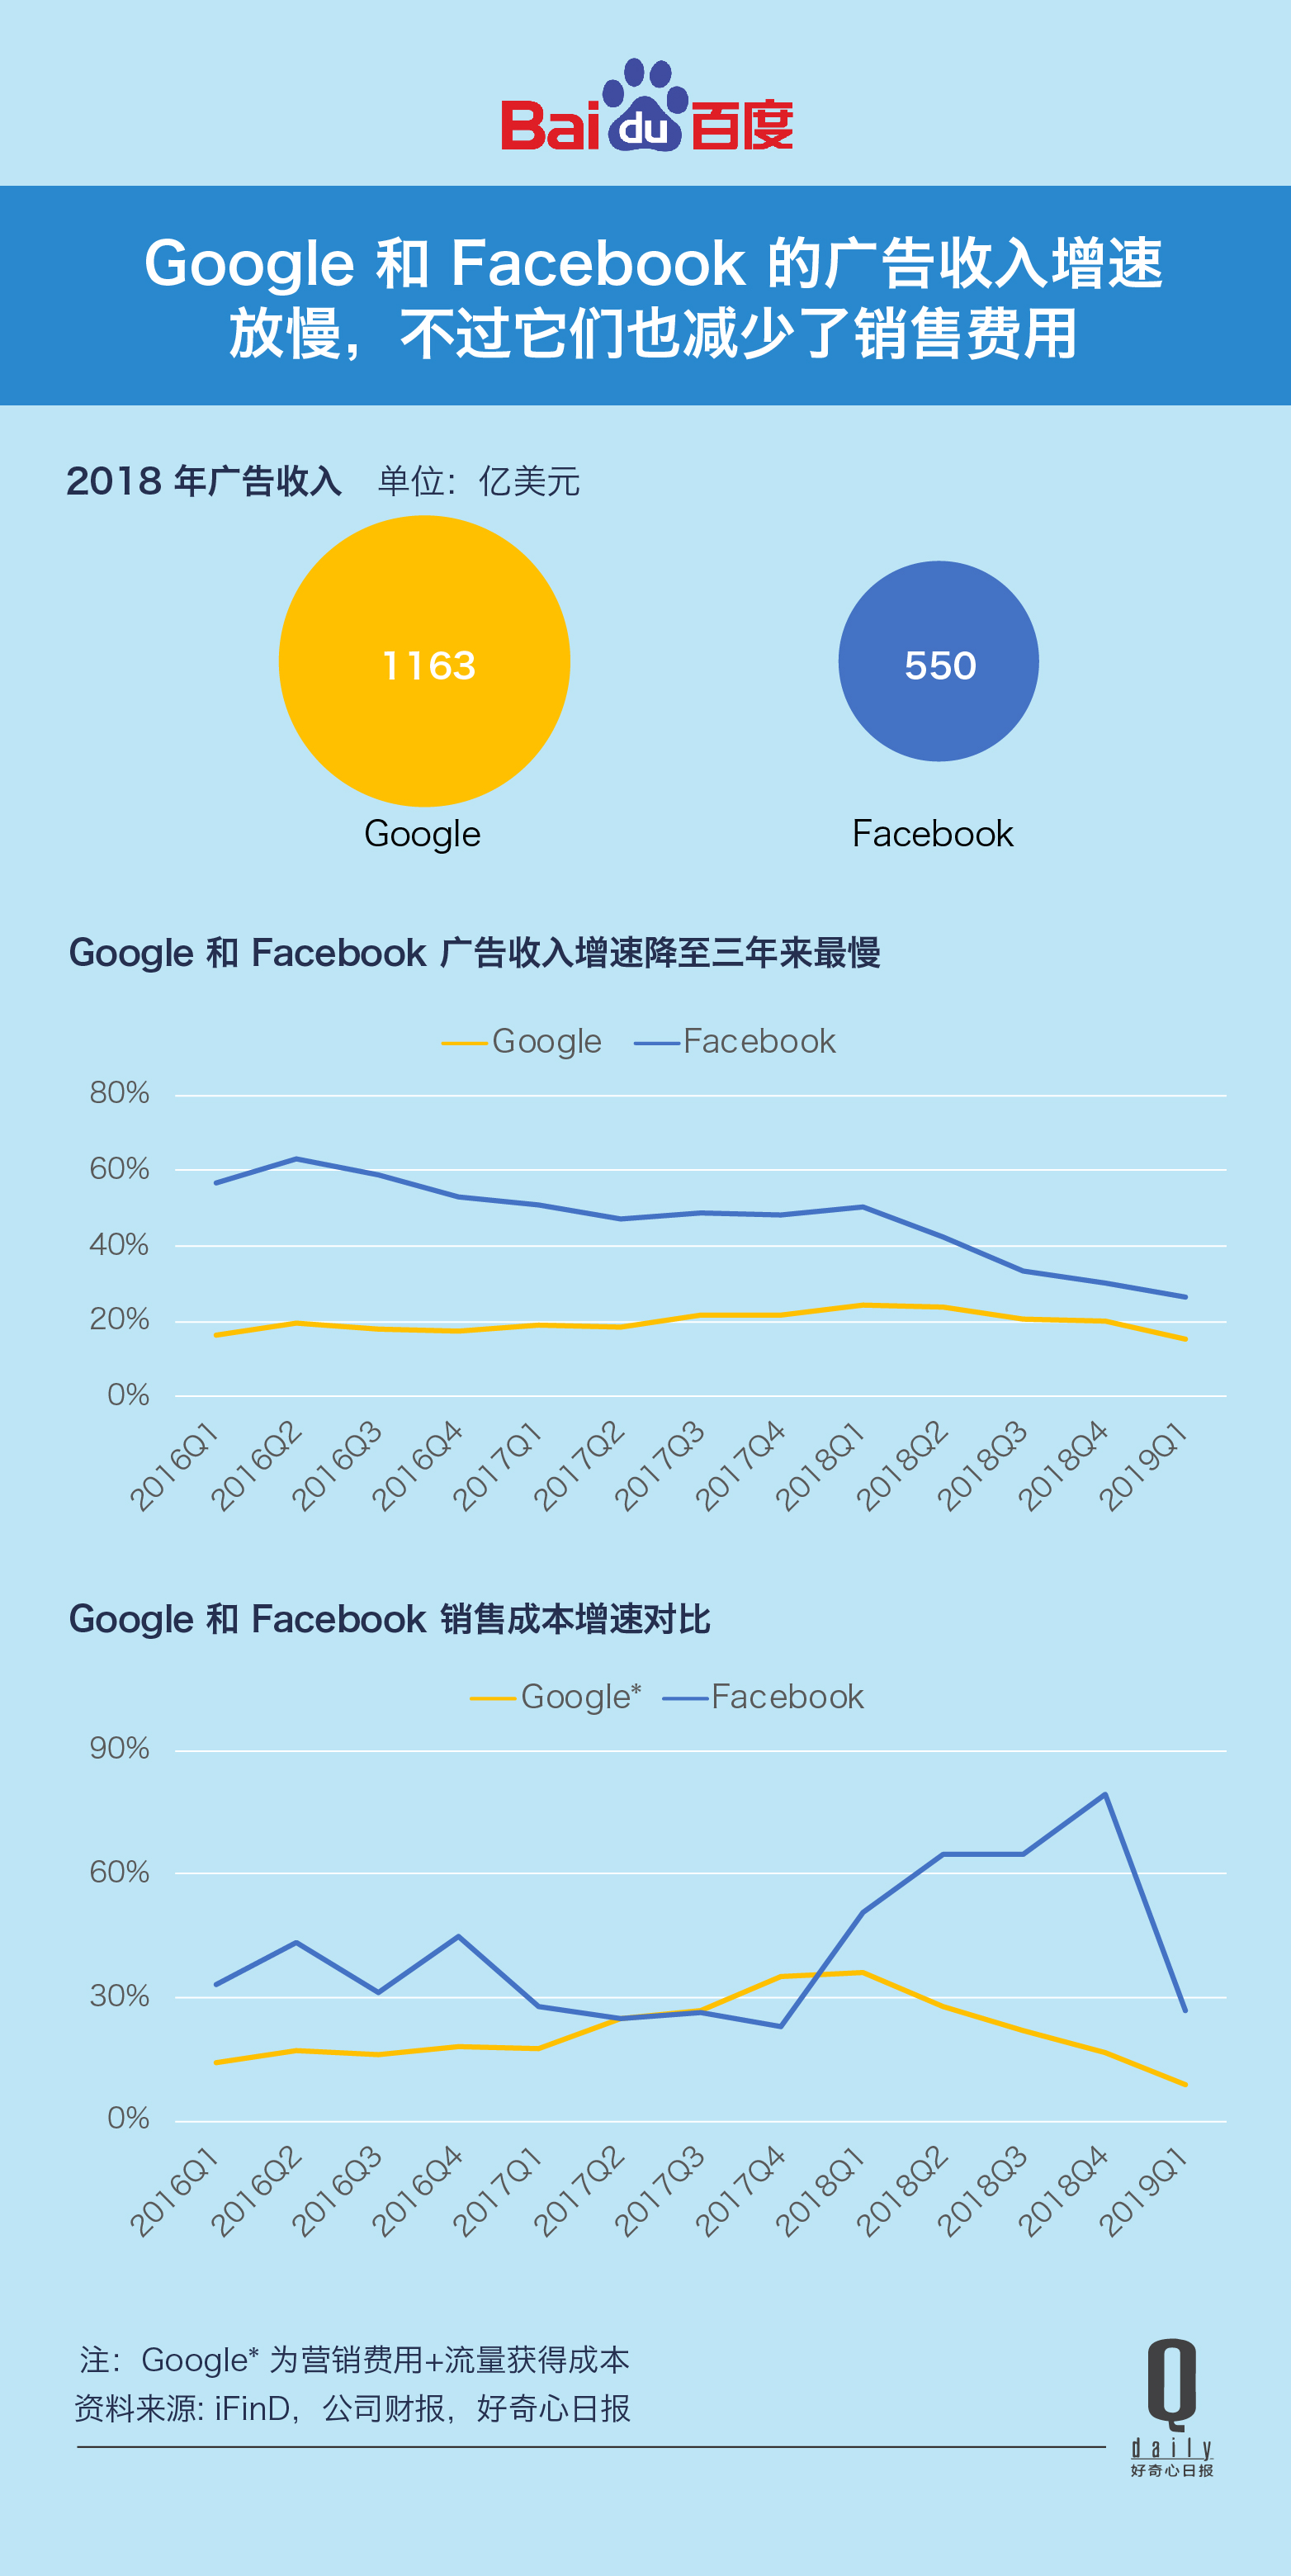 Baidu百度
Google 和 Facebook 的广告收入增速
放慢，不过它们也减少了销售费用
2018 年广告收入 单位：亿美元
1163
550
Google
Facebook
Google 和 Facebook 广告收入增速降至三年来最慢
Google Facebook
80%
60%
40%
20%
0%
2016Q1 2016Q2 2016Q3 2016Q4 2017Q1 2017Q2 2017Q3 2017Q4 2018Q1 2018Q2 2018Q3 2018Q4 2019Q1
Google 和 Facebook 销售成本增速对比
Google* Facebook
90%
60%
30%
0%
2016Q1 2016Q2 2016Q3 2016Q4 2017Q1 2017Q2 2017Q3 2017Q4 2018Q1 2018Q2 2018Q3 2018Q4 2019Q1
注：Google* 为营销费用+流量获得成本
资料来源: iFinD，公司财报，好奇心日报
Q
daily
好奇心日报